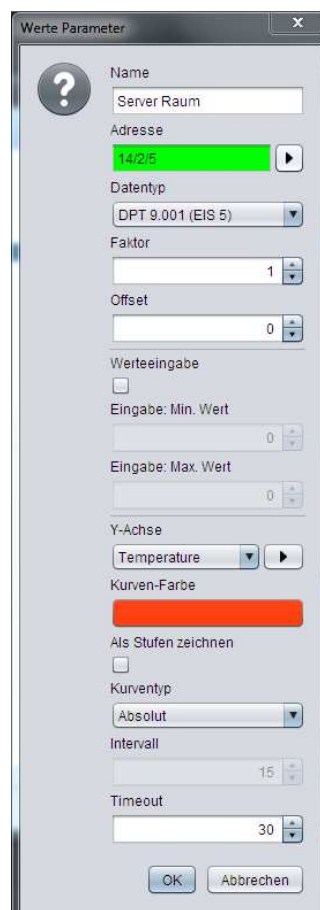 Werte Parameter
x
?
Name
Server Raum
Adresse
14/2/5
Datentyp
DPT 9.001 (EIS 5)
Faktor
1
Offset
0
Werteeingabe
Eingabe: Min. Wert
0
Eingabe: Max. Wert
0
Y-Achse
Temperature
Kurven-Farbe
Als Stufen zeichnen
Kurventyp
Absolut
Intervall
15
Timeout
30
OK Abbrechen